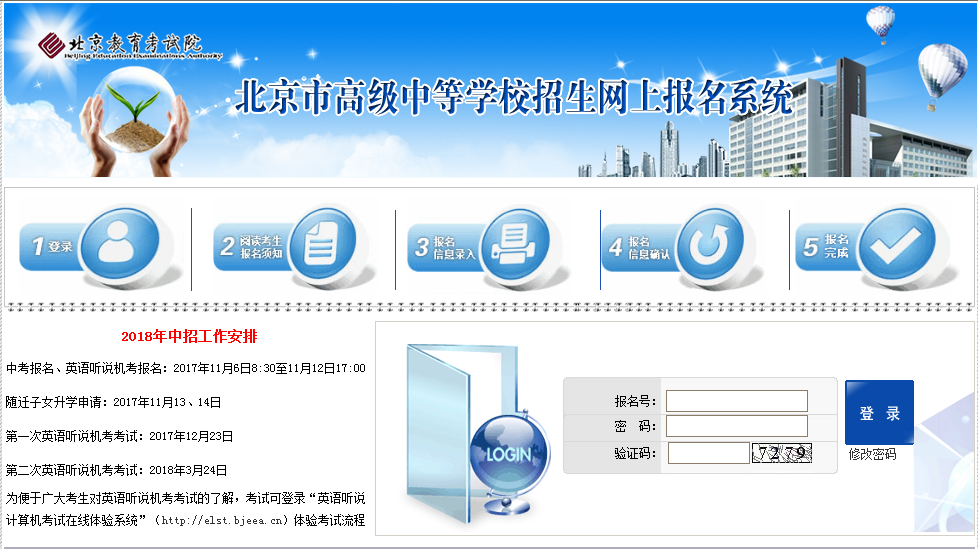 北京教育考试院
Beijing Education Examinations Authority
北京市高级中等学校招生网上报名系统
1 登录
2 阅读考生
报名须知
3 报名
信息录入
4 报名
信息确认
5 报名
完成
2018年中招工作安排
中考报名、英语听说机考报名：2017年11月6日8:30至11月12日17:00
随迁子女升学申请：2017年11月13、14日
第一次英语听说机考考试：2017年12月23日
第二次英语听说机考考试：2018年3月24日
为便于广大考生对英语听说机考考试的了解，考试可登录“英语听说
计算机考试在线体验系统”（http://elst.bjeea.cn）体验考试流程
LOGIN
报名号：
密 码：
验证码：
7279
登 录
修改密码